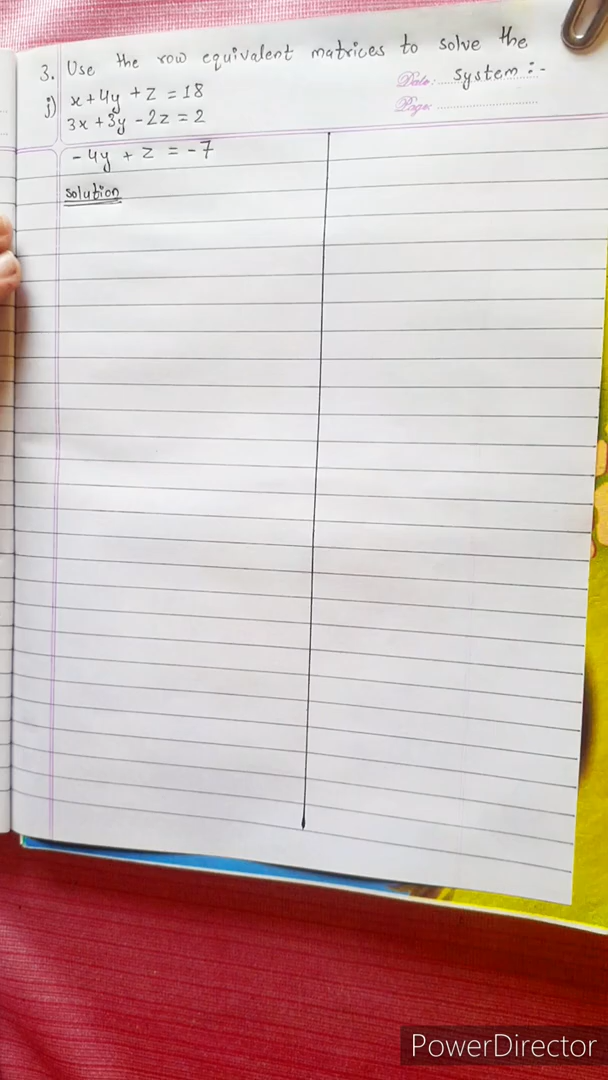 3. Use the row equivalent matrices to solve the system :-
Date:
Page:
j) x + 4y + z = 18
3x + 3y - 2z = 2
- 4y + z = -7
solution
PowerDirector